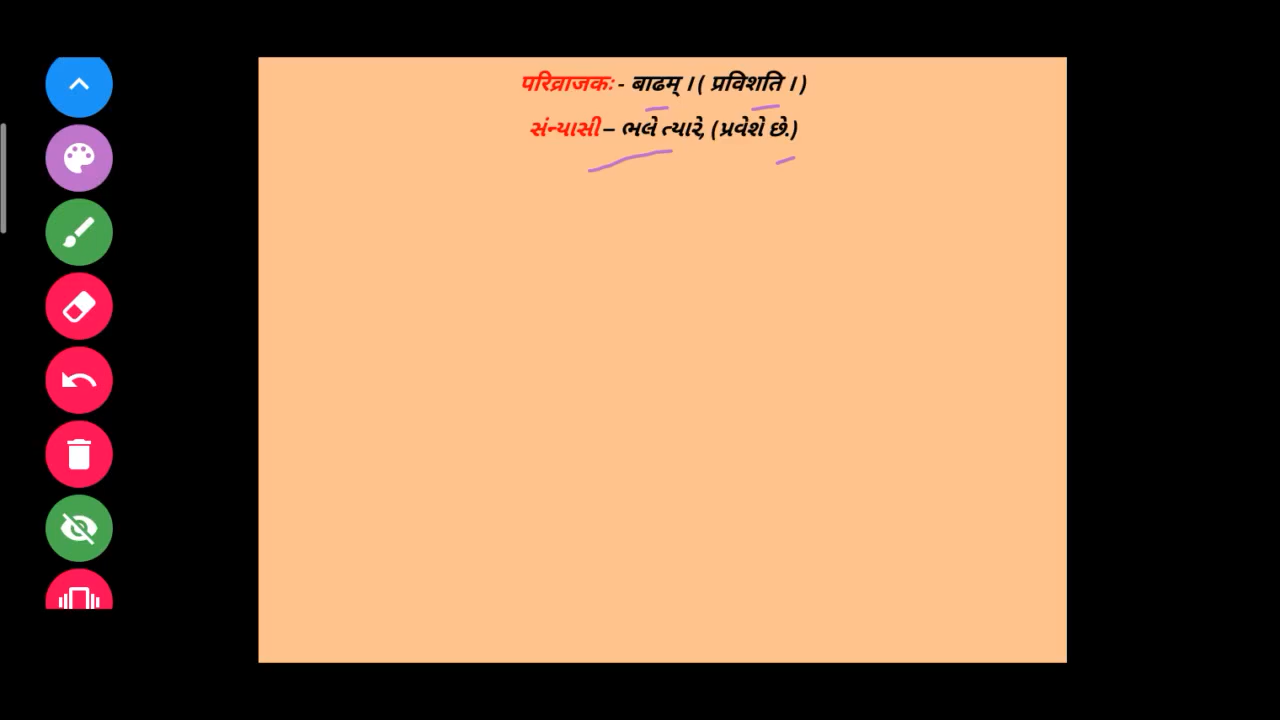 परिव्राजकः - बाढम् । ( प्रविशति । )
संन्यासी – ભલે ત્યારે, (પ્રવેશે છે.)